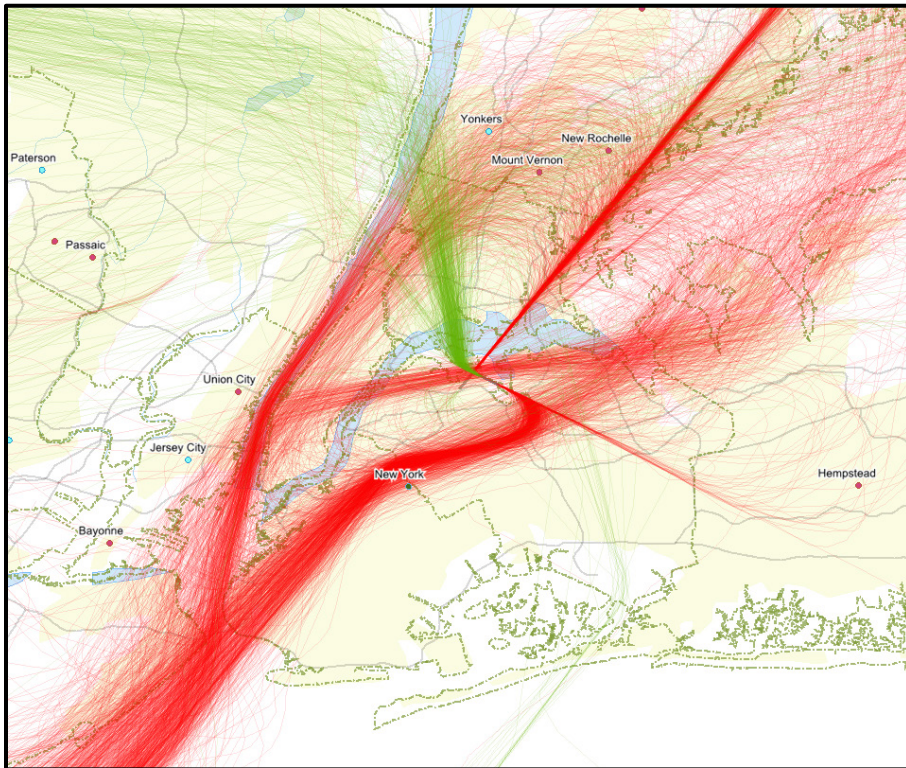 Yonkers
New Rochelle
Mount Vernon
Paterson
Passaic
Union City
Jersey City
New York
Hempstead
Bayonne